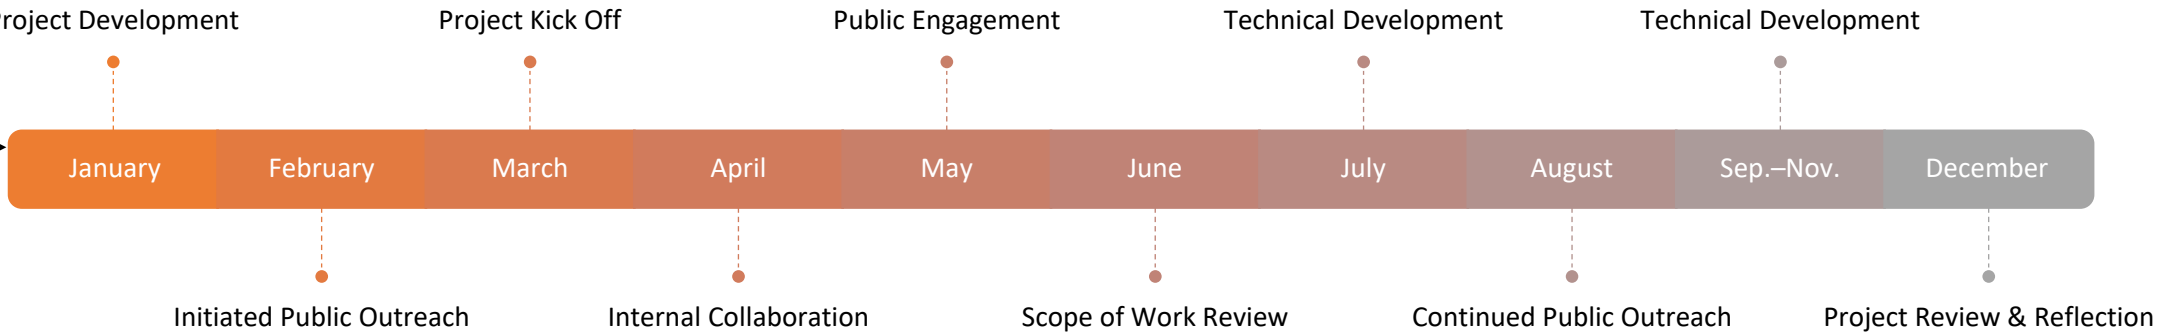 roject Development
Project Kick Off
Public Engagement
Technical Development
Technical Development
January
February
March
April
May
June
July
August
Sep.–Nov.
December
Initiated Public Outreach
Internal Collaboration
Scope of Work Review
Continued Public Outreach
Project Review & Reflection